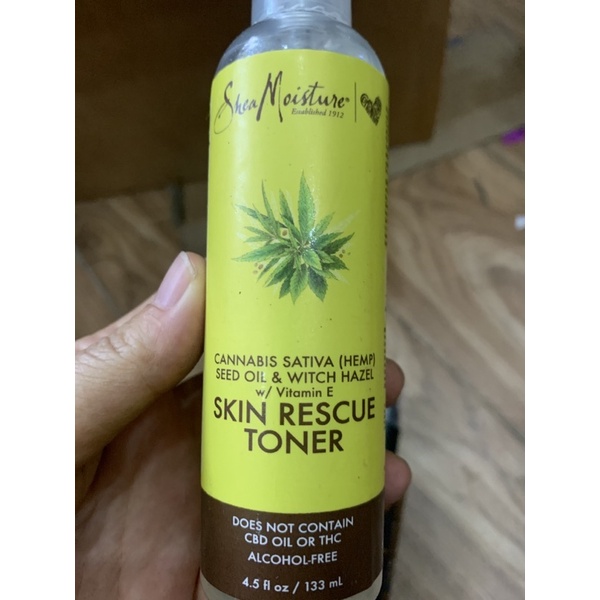 SheaMoisture®
Established 1912
CANNABIS SATIVA (HEMP)
SEED OIL & WITCH HAZEL
w/ Vitamin E
SKIN RESCUE
TONER
DOES NOT CONTAIN
CBD OIL OR THC
ALCOHOL-FREE
4.5 fl oz / 133 mL